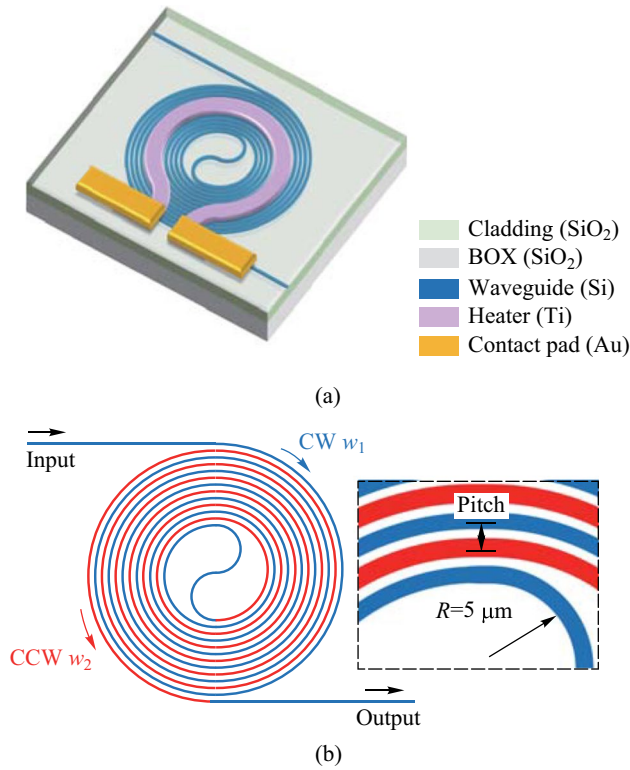 Cladding (SiO₂)
BOX (SiO₂)
Waveguide (Si)
Heater (Ti)
Contact pad (Au)
(a)
Input
CW w₁
Pitch
R=5 μm
CCW w₂
Output
(b)